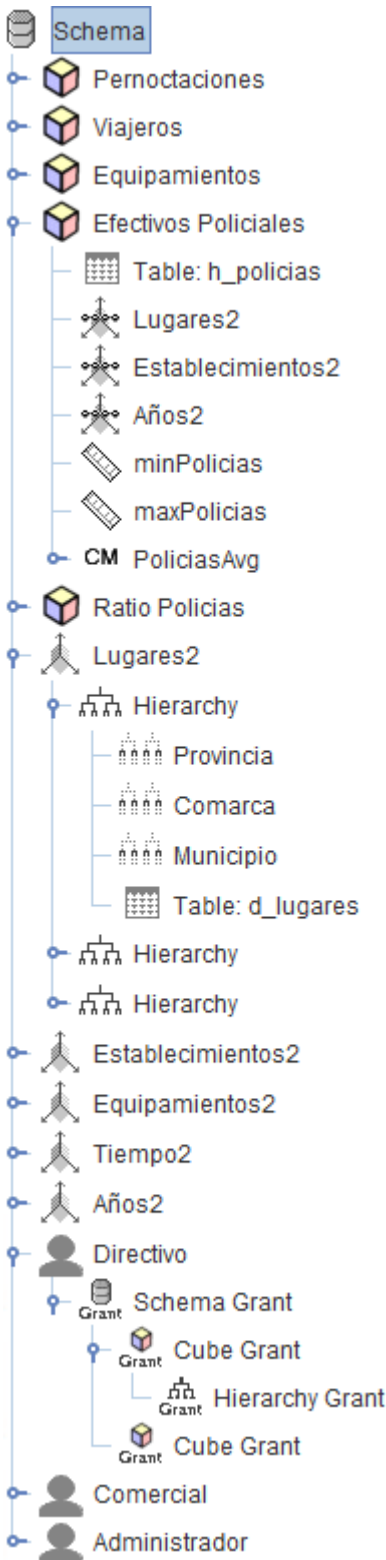 Schema
Pernoctaciones
Viajeros
Equipamientos
Efectivos Policiales
Table: h_policias
Lugares2
Establecimientos2
Años2
minPolicias
maxPolicias
CM PoliciasAvg
Ratio Policias
Lugares2
Hierarchy
Provincia
Comarca
Municipio
Table: d_lugares
Hierarchy
Hierarchy
Establecimientos2
Equipamientos2
Tiempo2
Años2
Directivo
Grant Schema Grant
Grant Cube Grant
Grant Hierarchy Grant
Grant Cube Grant
Comercial
Administrador